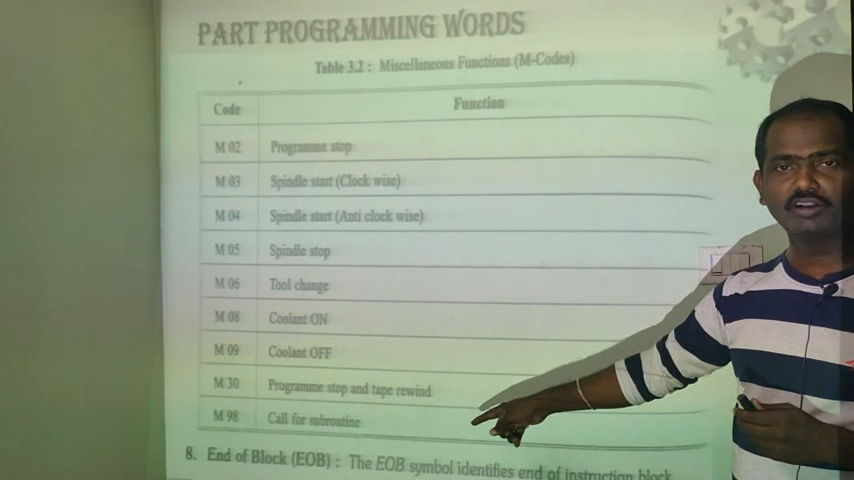 PART PROGRAMMING WORDS
Table 3.2 : Miscellaneous Functions (M-Codes)
Code Function
M 02 Programme stop
M 03 Spindle start (Clock wise)
M 04 Spindle start (Anti clock wise)
M 05 Spindle stop
M 06 Tool change
M 08 Coolant ON
M 09 Coolant OFF
M 30 Programme stop and tape rewind
M 98 Call for subroutine
8. End of Block (EOB) : The EOB symbol identifies end of instruction block